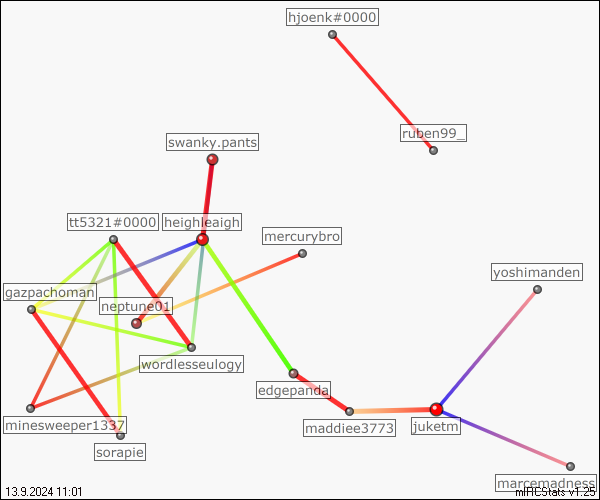 hjoenk#0000
ruben99_
swanky.pants
tt5321#0000
heighleaigh
mercurybro
yoshimanden
gazpachoman
neptune01
wordlesseulogy
edgepanda
minesweeper1337
maddiee3773
juketm
sorapie
marcemadness
13.9.2024 11:01
mIRCStats v1.25